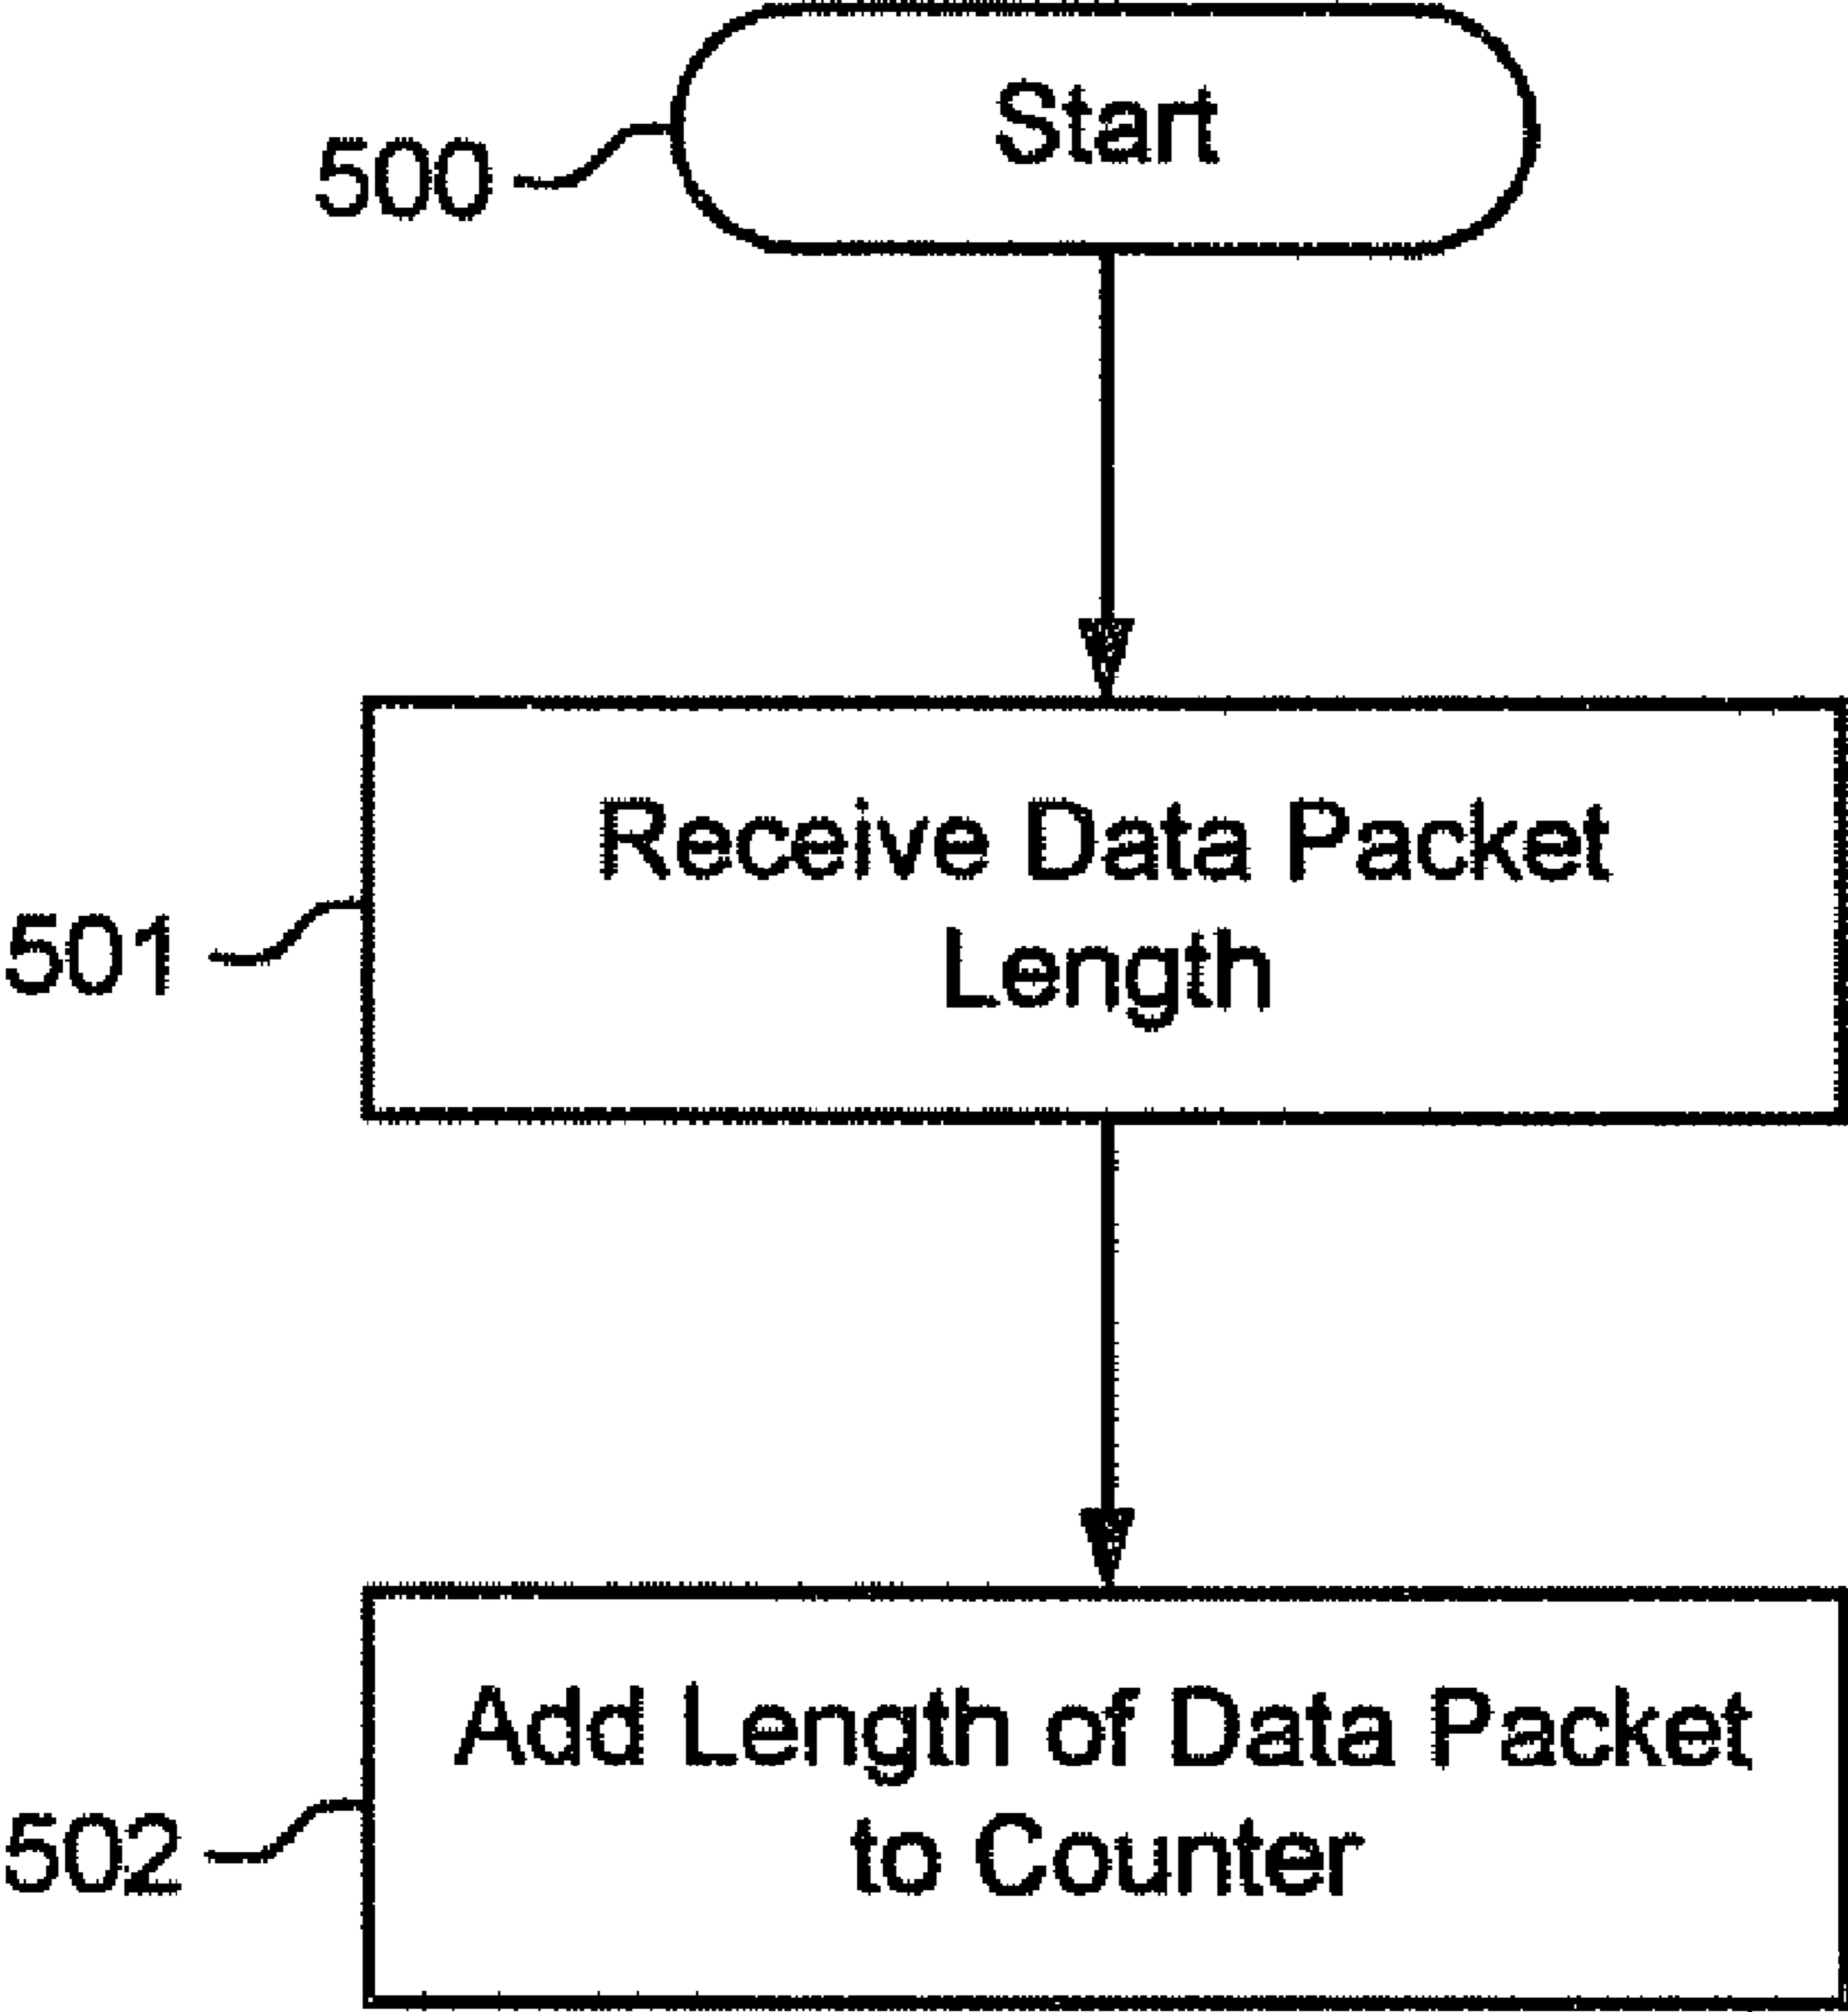 Start
500
Receive Data Packet
Length
501
Add Length of Data Packet
to Counter
502